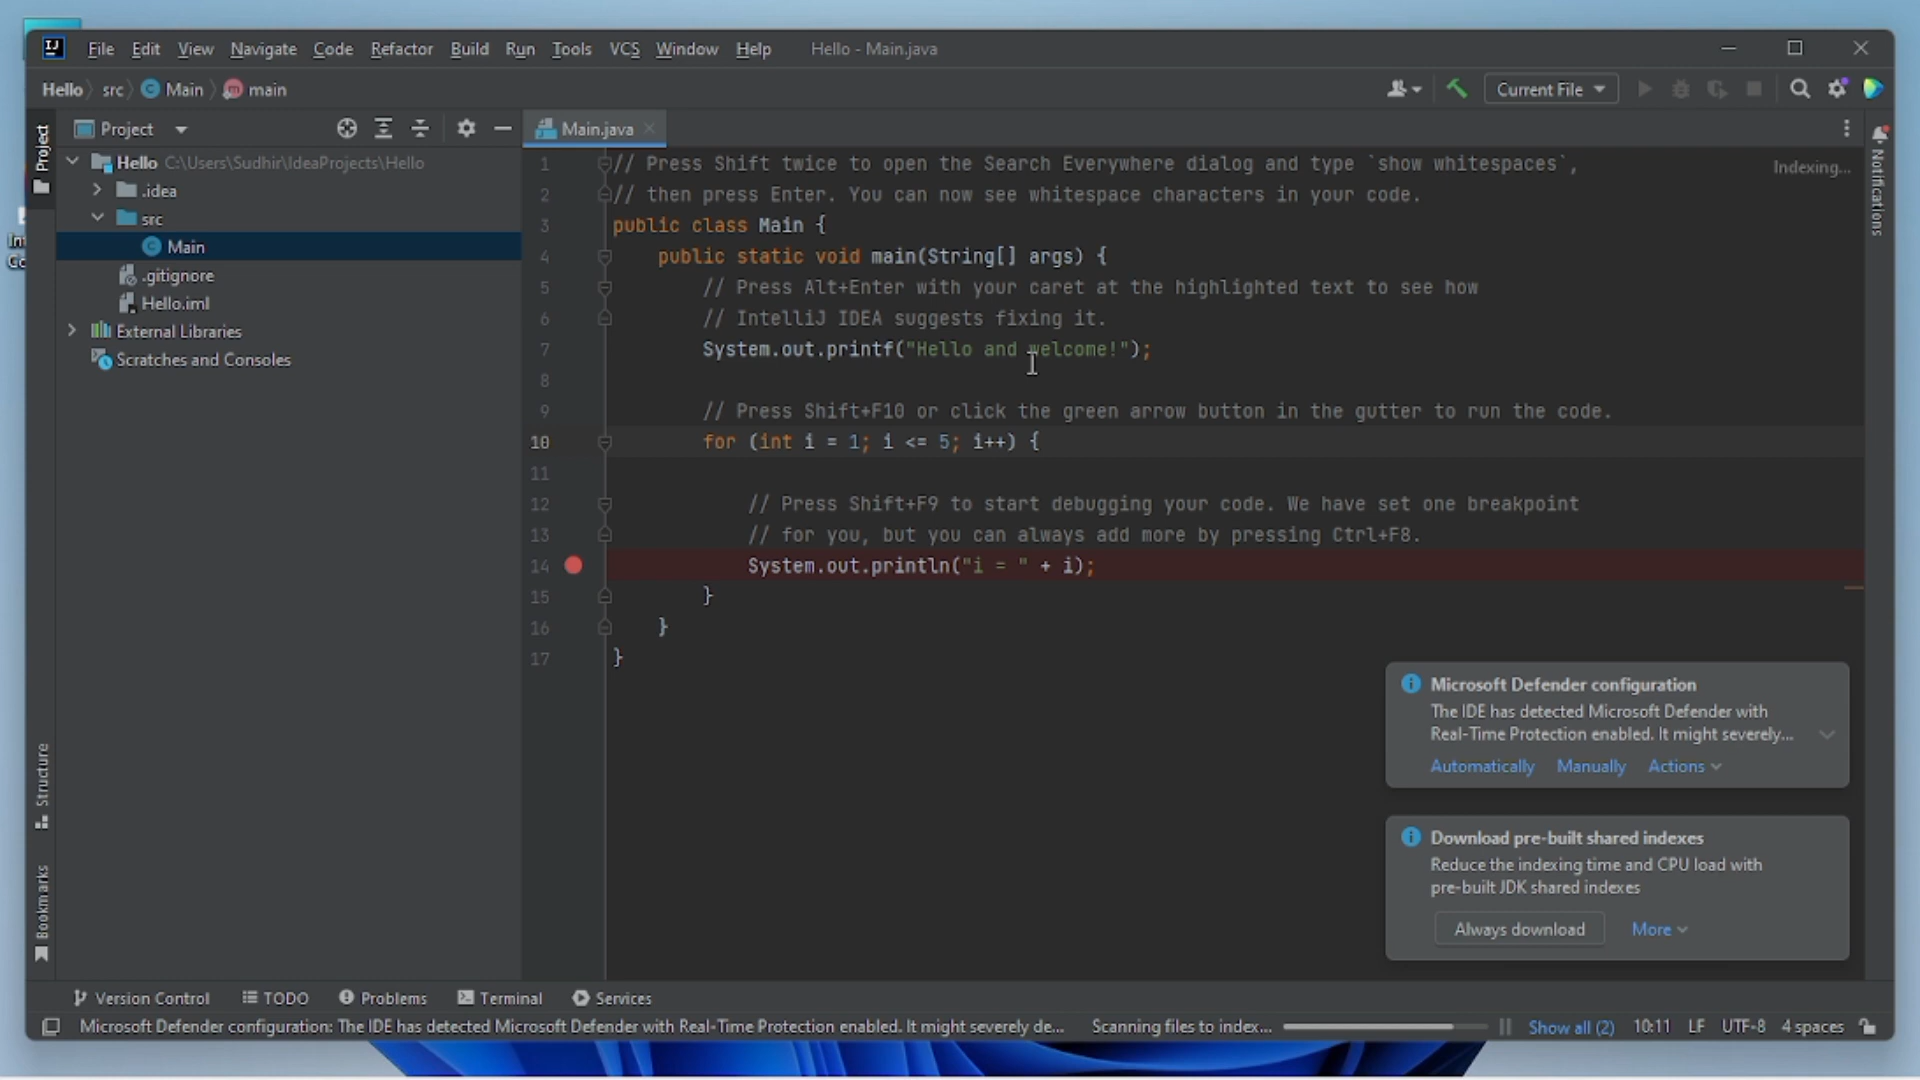 File Edit View Navigate Code Refactor Build Run Tools VCS Window Help Hello - Main.java
Hello src Main main Current File
Project
Project
Main.java
Hello C:\Users\Sudhir\IdeaProjects\Hello
.idea
src
Main
.gitignore
Hello.iml
External Libraries
Scratches and Consoles
1 // Press Shift twice to open the Search Everywhere dialog and type `show whitespaces`,
2 // then press Enter. You can now see whitespace characters in your code.
3 public class Main {
4 public static void main(String[] args) {
5 // Press Alt+Enter with your caret at the highlighted text to see how
6 // IntelliJ IDEA suggests fixing it.
7 System.out.printf("Hello and welcome!");
8
9 // Press Shift+F10 or click the green arrow button in the gutter to run the code.
10 for (int i = 1; i <= 5; i++) {
11
12 // Press Shift+F9 to start debugging your code. We have set one breakpoint
13 // for you, but you can always add more by pressing Ctrl+F8.
14 System.out.println("i = " + i);
15 }
16 }
17 }
Indexing...
Notifications
Microsoft Defender configuration
The IDE has detected Microsoft Defender with
Real-Time Protection enabled. It might severely...
Automatically Manually Actions
Download pre-built shared indexes
Reduce the indexing time and CPU load with
pre-built JDK shared indexes
Always download More
Structure
Bookmarks
Version Control TODO Problems Terminal Services
Microsoft Defender configuration: The IDE has detected Microsoft Defender with Real-Time Protection enabled. It might severely de... Scanning files to index... Show all (2) 10:11 LF UTF-8 4 spaces